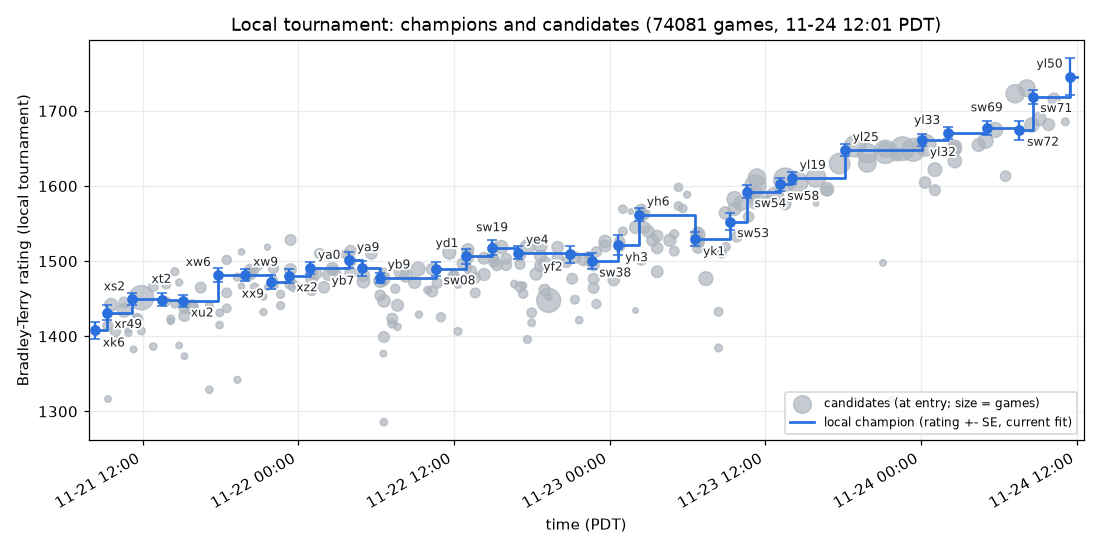 Local tournament: champions and candidates (74081 games, 11-24 12:01 PDT)
Bradley-Terry rating (local tournament)
1700
1600
1500
1400
1300
xk6
xr49
xs2
xt2
xu2
xw6
xw9
xx9
xz2
ya0
yb7
ya9
yb9
yd1
sw08
sw19
ye4
yf2
sw38
yh3
yh6
yk1
sw53
sw54
sw58
yl19
yl25
yl33
yl32
sw69
sw72
sw71
yl50
candidates (at entry; size = games)
local champion (rating +- SE, current fit)
11-21 12:00
11-22 00:00
11-22 12:00
11-23 00:00
11-23 12:00
11-24 00:00
11-24 12:00
time (PDT)